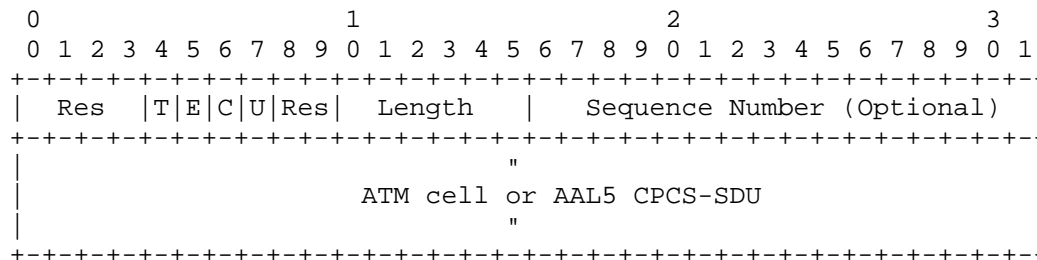 0                   1                   2                   3
 0 1 2 3 4 5 6 7 8 9 0 1 2 3 4 5 6 7 8 9 0 1 2 3 4 5 6 7 8 9 0 1
+-+-+-+-+-+-+-+-+-+-+-+-+-+-+-+-+-+-+-+-+-+-+-+-+-+-+-+-+-+-+-+-
|  Res  |T|E|C|U|Res|  Length   |   Sequence Number (Optional)
+-+-+-+-+-+-+-+-+-+-+-+-+-+-+-+-+-+-+-+-+-+-+-+-+-+-+-+-+-+-+-+-
|                              "
|                     ATM cell or AAL5 CPCS-SDU
|                              "
+-+-+-+-+-+-+-+-+-+-+-+-+-+-+-+-+-+-+-+-+-+-+-+-+-+-+-+-+-+-+-+-